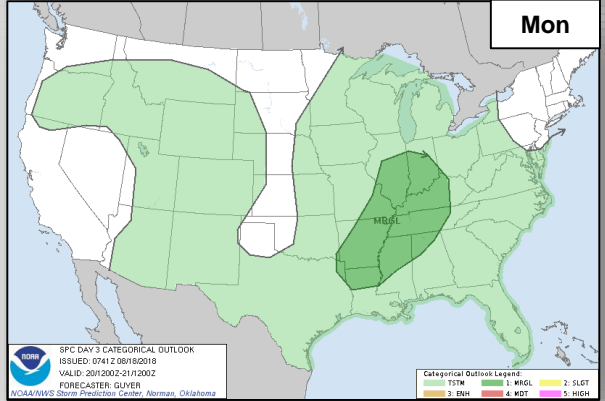 Mon
MRGL
NOAA
SPC DAY 3 CATEGORICAL OUTLOOK
ISSUED: 0741Z 08/18/2018
VALID: 20/1200Z-21/1200Z
FORECASTER: GUYER
NOAA/NWS Storm Prediction Center, Norman, Oklahoma
Categorical Outlook Legend:
TSTM 1: MRGL 2: SLGT
3: ENH 4: MDT 5: HIGH